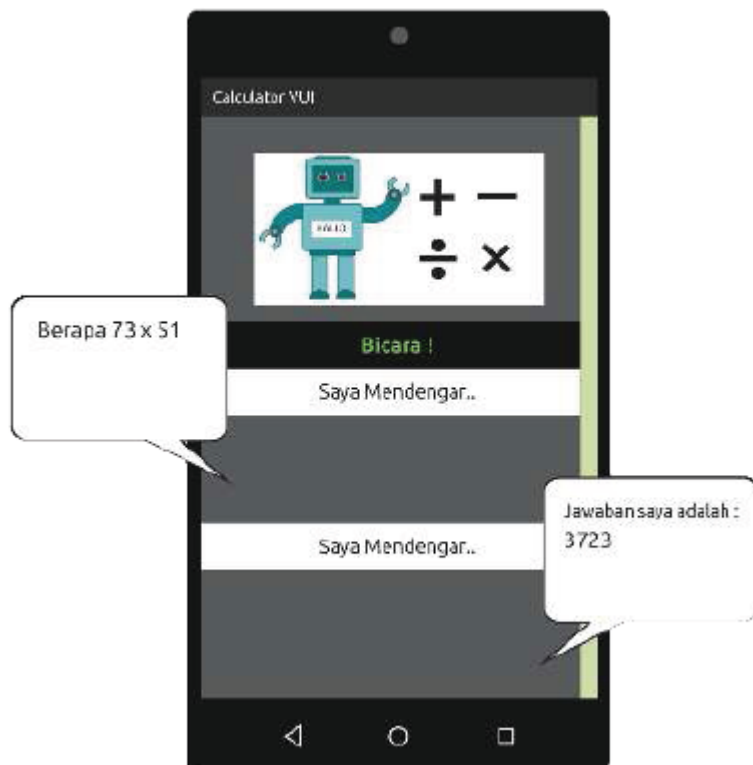 Calculator VUI
HALLO
+ −
÷ ×
Bicara !
Berapa 73 x 51
Saya Mendengar..
Jawaban saya adalah :
3723
Saya Mendengar..